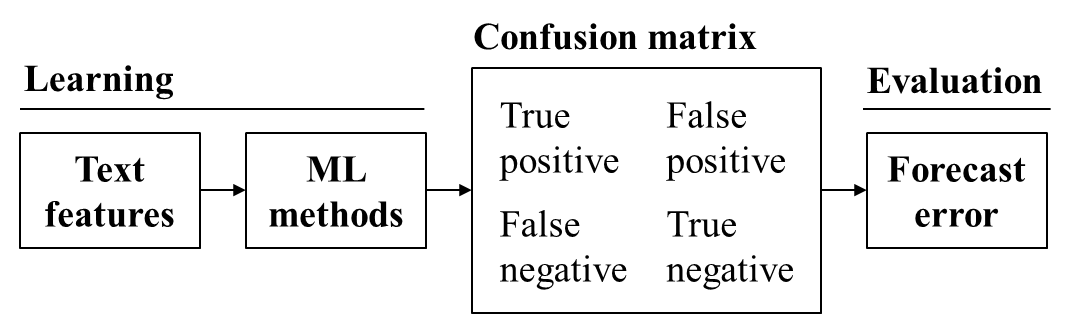 Confusion matrix
Learning
Evaluation
Text
features
ML
methods
True
positive
False
positive
False
negative
True
negative
Forecast
error